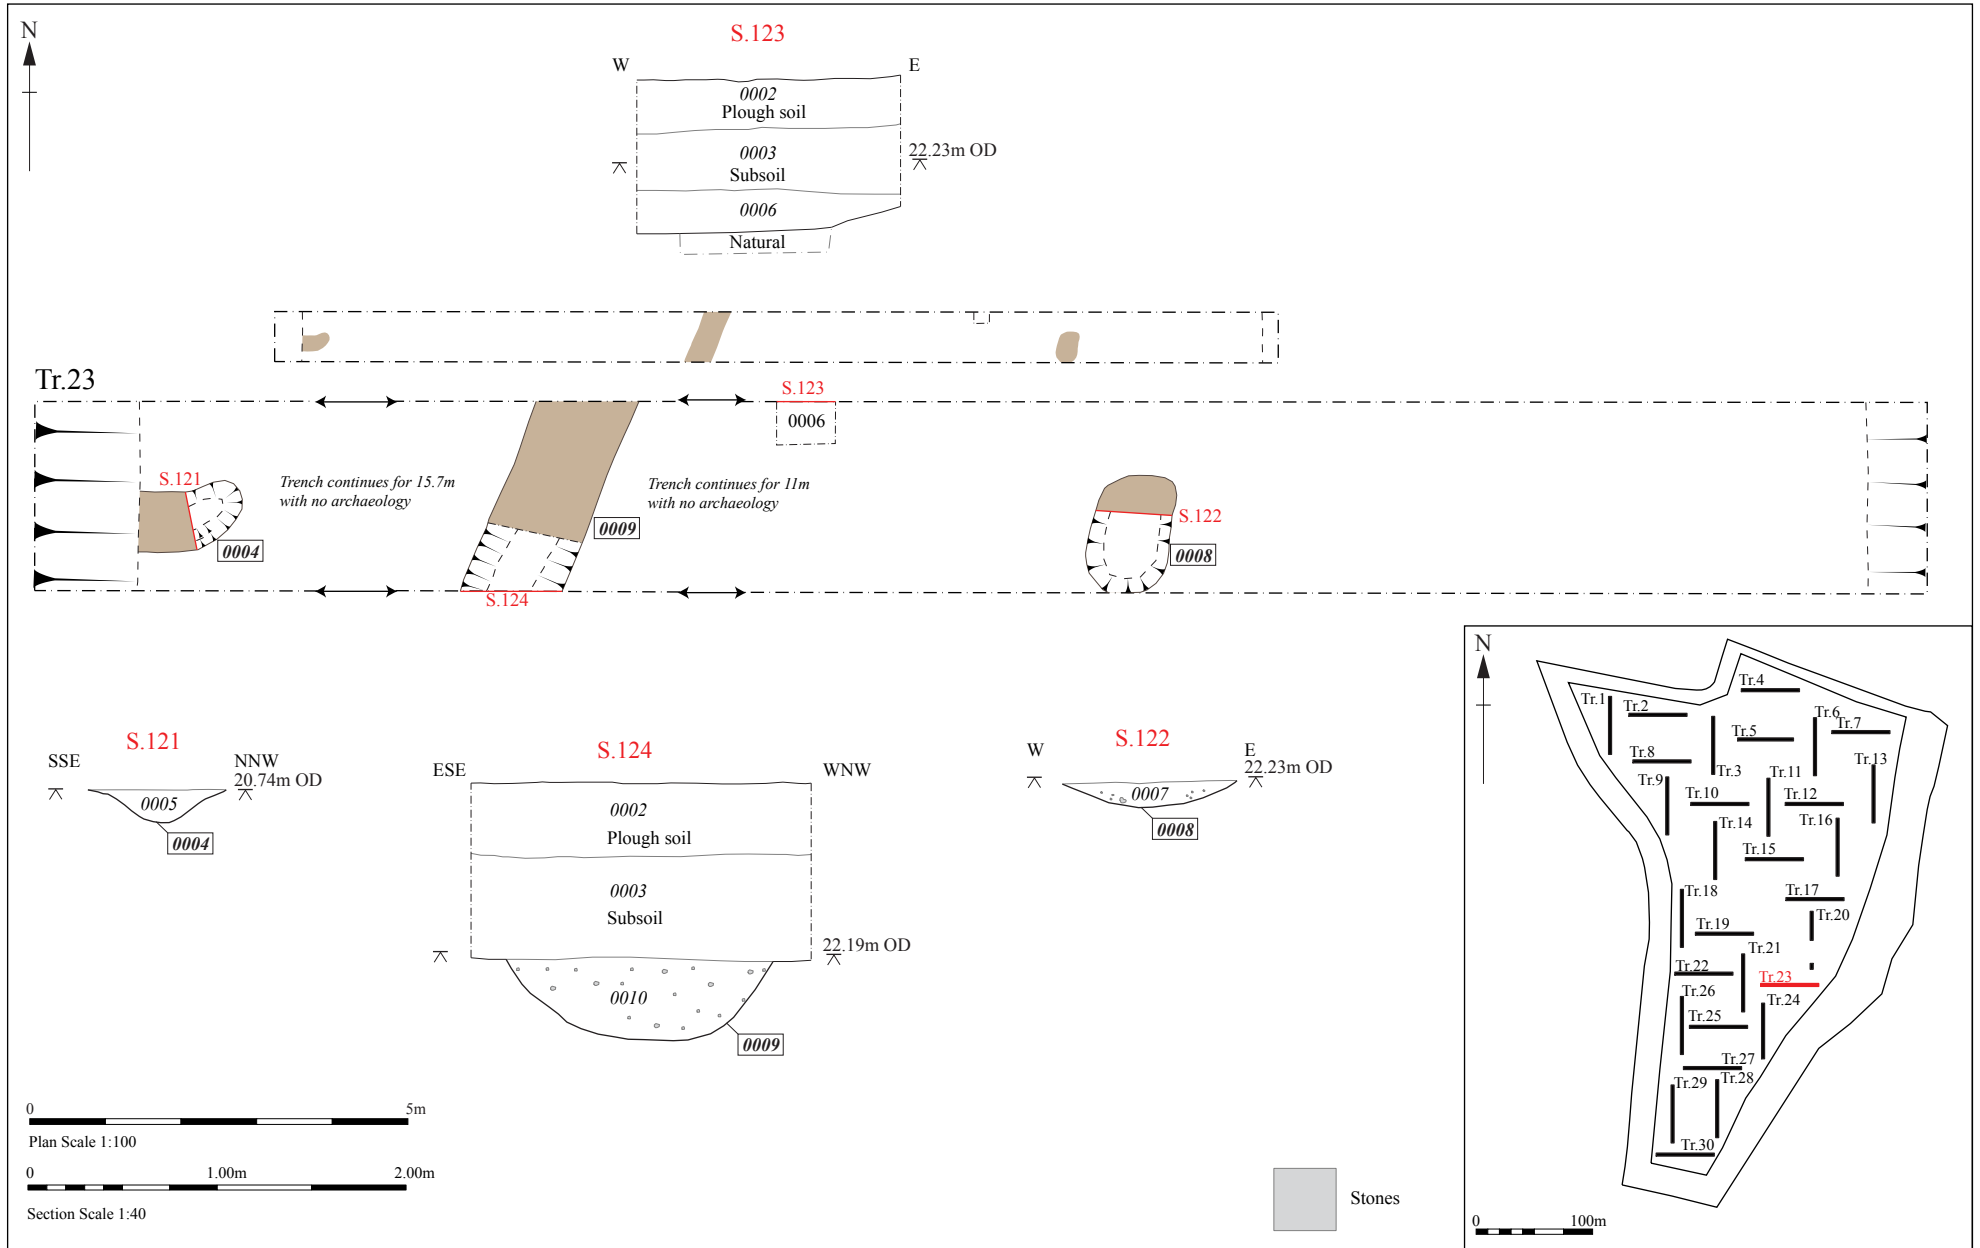 N
S.123
W
E
0002
Plough soil
0003
Subsoil
22.23m OD
0006
Natural
Tr.23
S.123
0006
S.121
Trench continues for 15.7m
with no archaeology
Trench continues for 11m
with no archaeology
0004
0009
S.122
0008
S.124
S.121
SSE
NNW
20.74m OD
0005
0004
S.124
ESE
WNW
0002
Plough soil
0003
Subsoil
22.19m OD
0010
0009
S.122
W
E
22.23m OD
0007
0008
0
5m
Plan Scale 1:100
0
1.00m
2.00m
Section Scale 1:40
Stones
N
Tr.4
Tr.1
Tr.2
Tr.6
Tr.7
Tr.5
Tr.8
Tr.3
Tr.13
Tr.9
Tr.11
Tr.10
Tr.12
Tr.14
Tr.16
Tr.15
Tr.18
Tr.17
Tr.20
Tr.19
Tr.21
Tr.22
Tr.23
Tr.26
Tr.24
Tr.25
Tr.27
Tr.29
Tr.28
Tr.30
0
100m